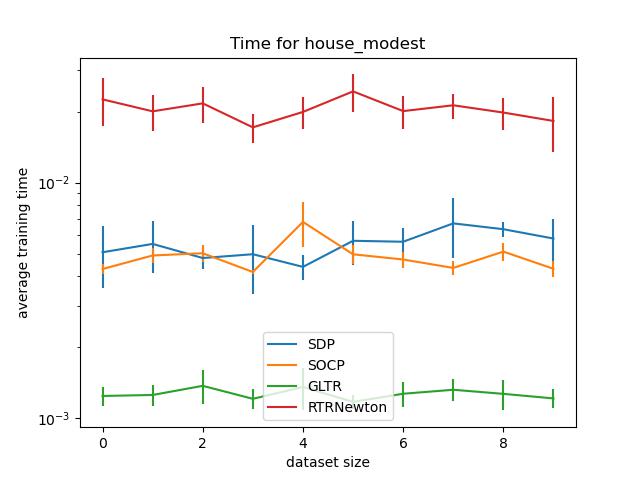 Time for house_modest
average training time
10⁻²
10⁻³
SDP
SOCP
GLTR
RTRNewton
0 2 4 6 8
dataset size